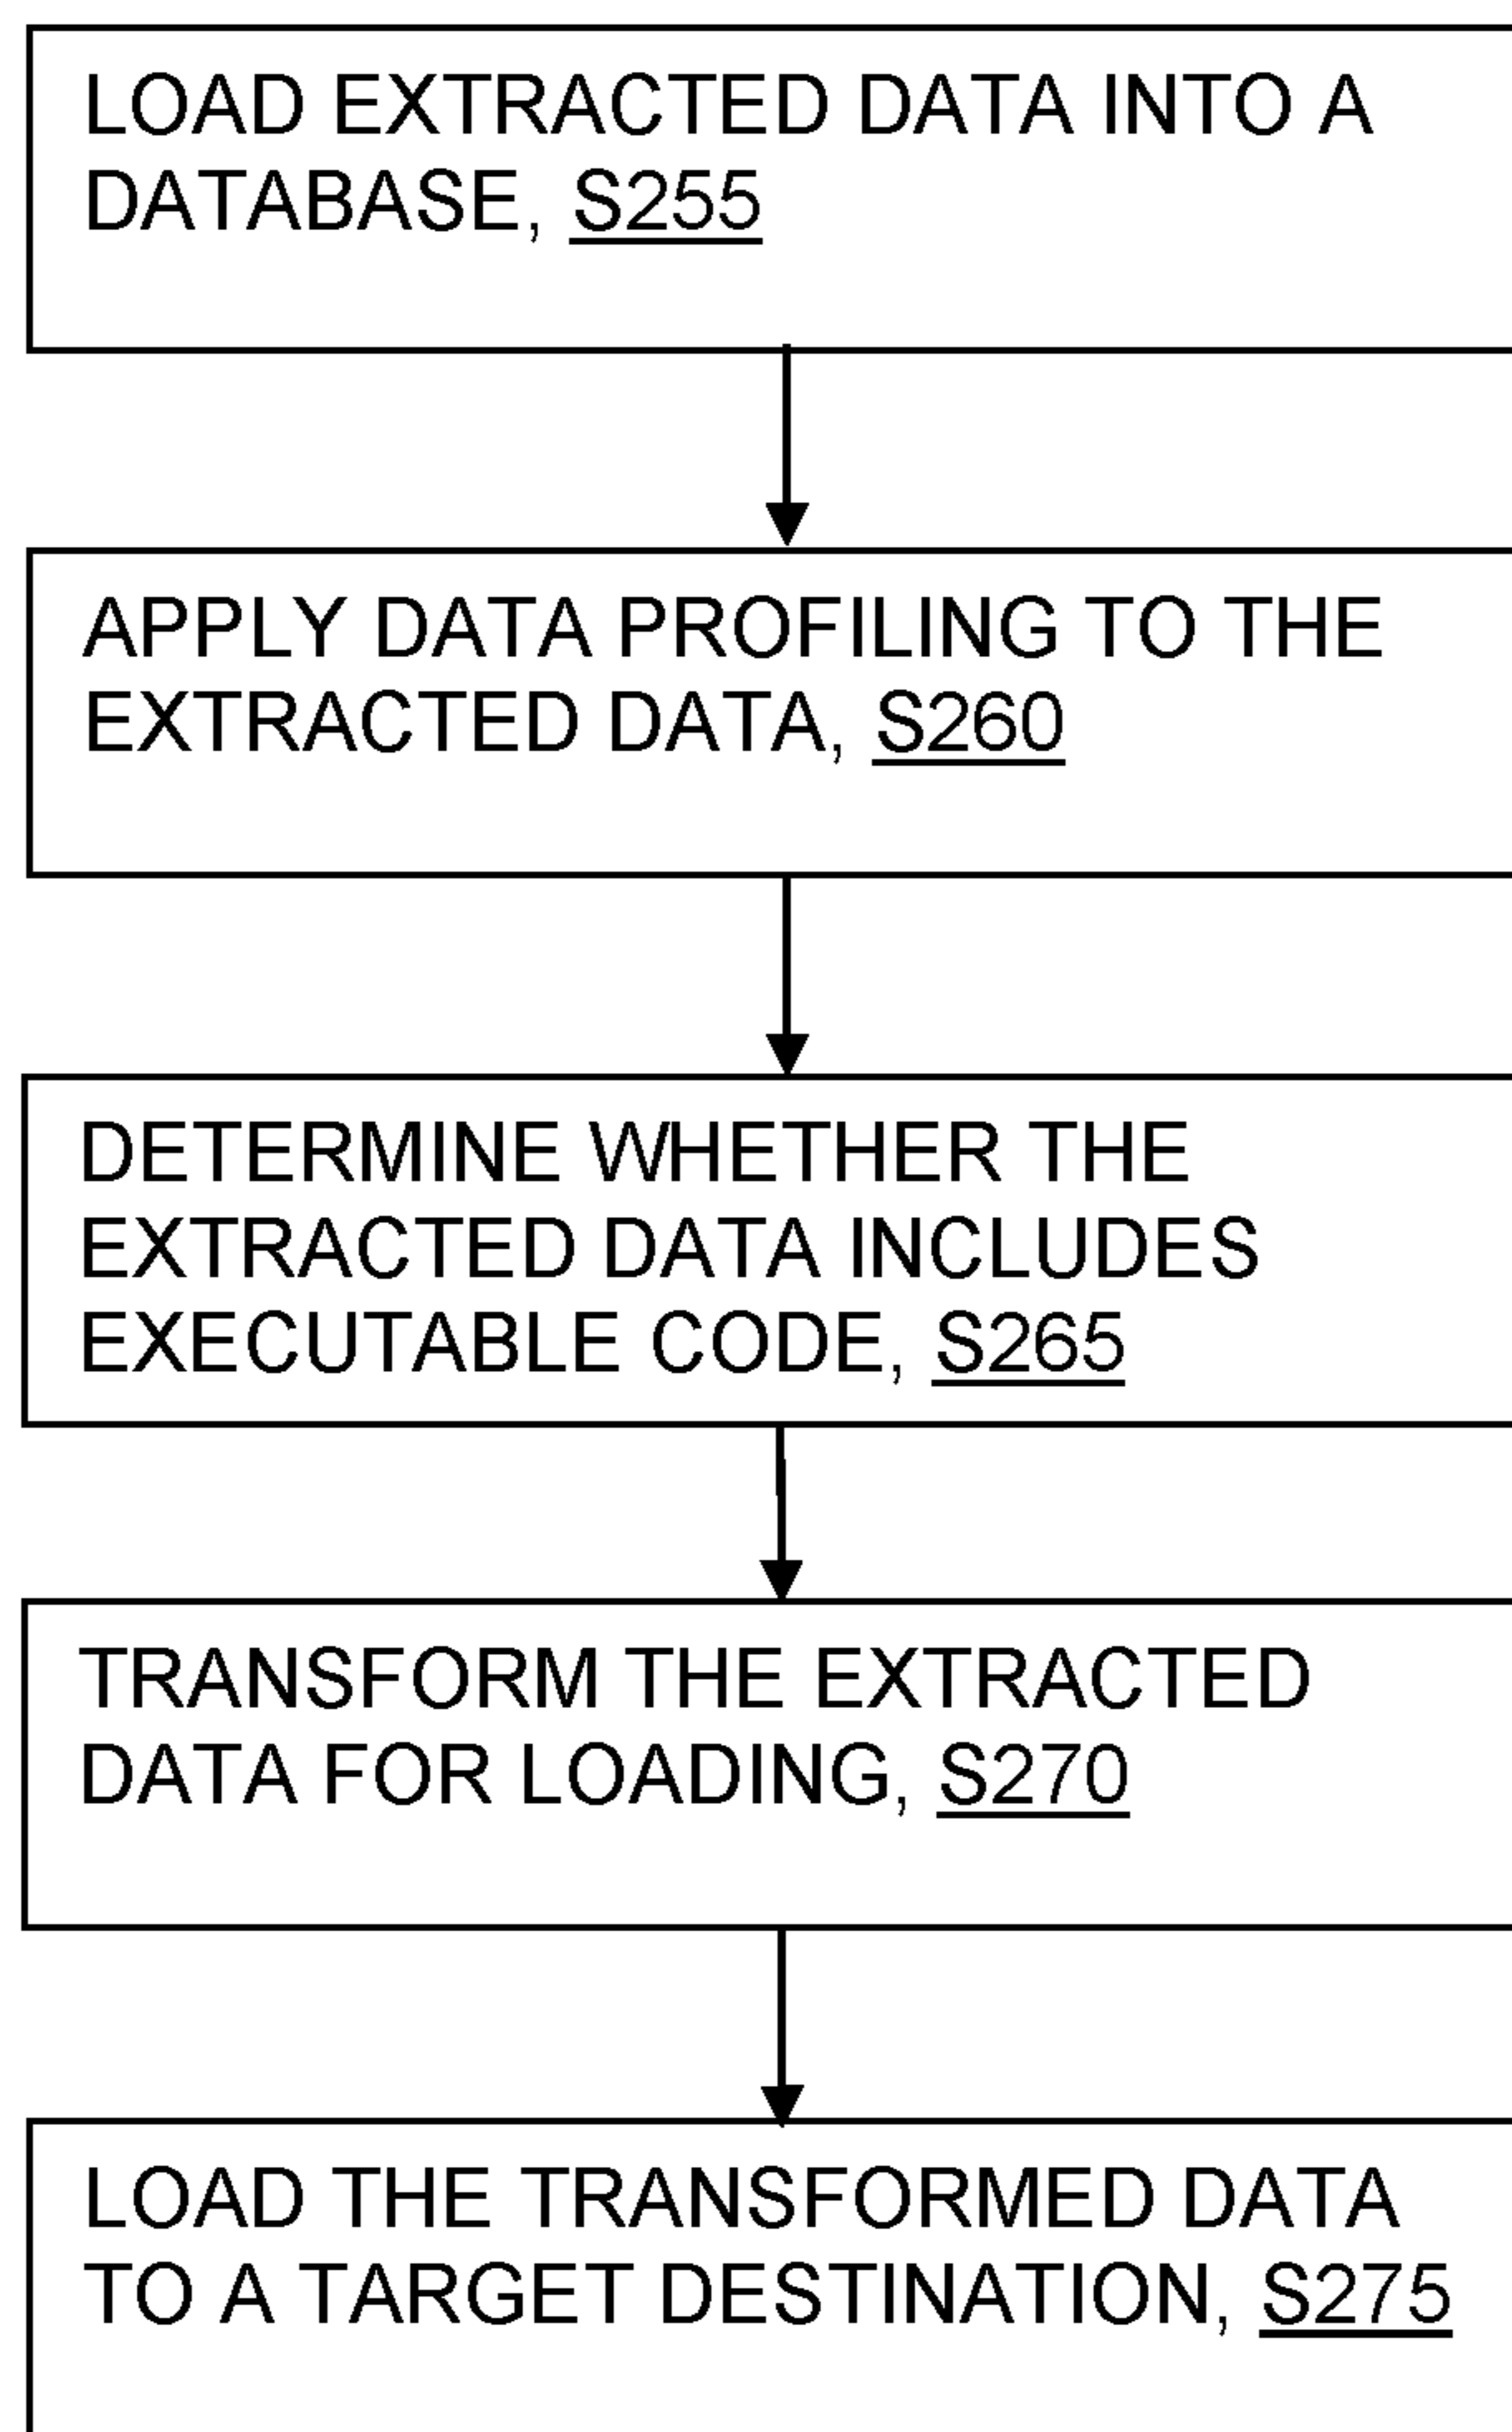 LOAD EXTRACTED DATA INTO A
DATABASE, S255
APPLY DATA PROFILING TO THE
EXTRACTED DATA, S260
DETERMINE WHETHER THE
EXTRACTED DATA INCLUDES
EXECUTABLE CODE, S265
TRANSFORM THE EXTRACTED
DATA FOR LOADING, S270
LOAD THE TRANSFORMED DATA
TO A TARGET DESTINATION, S275